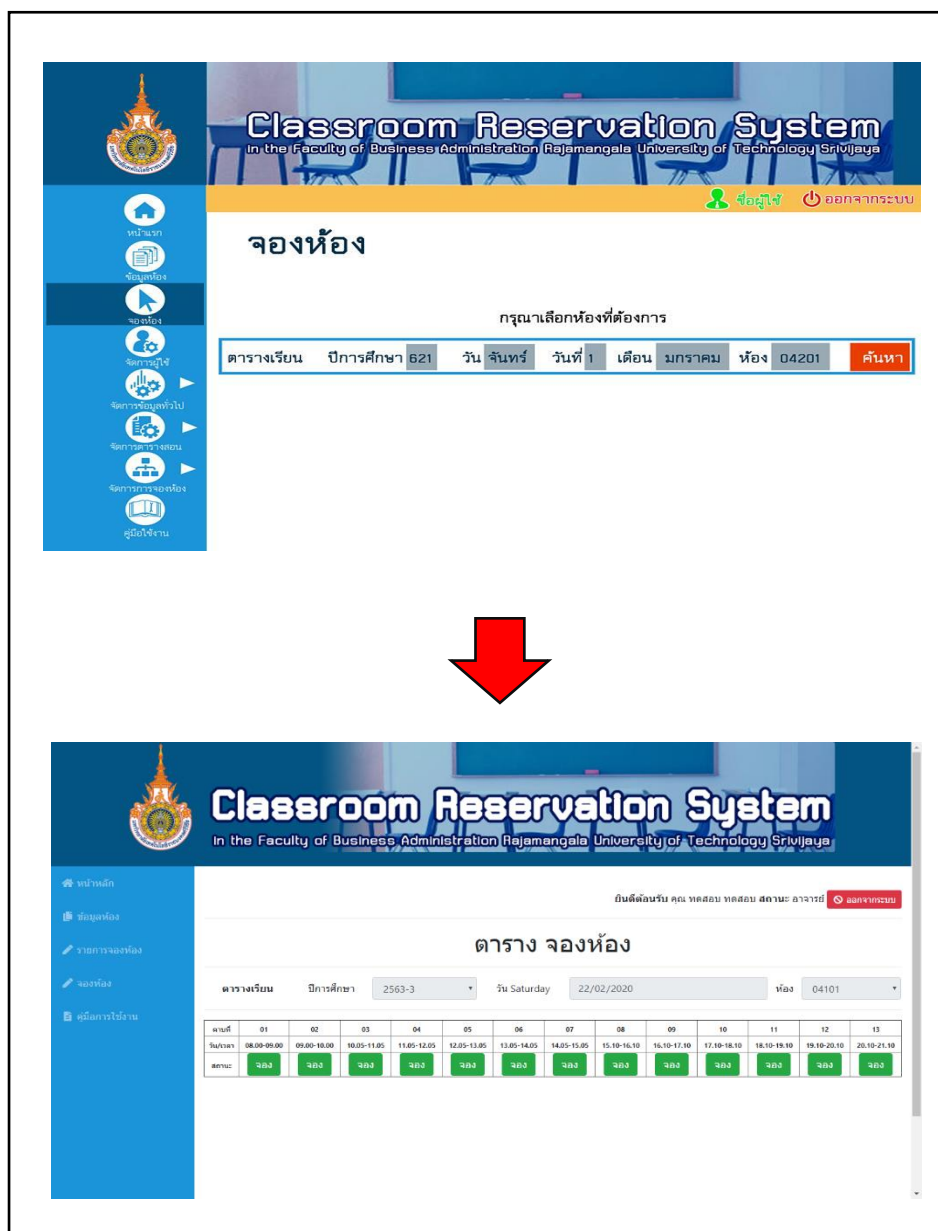 Classroom Reservation System
in the Faculty of Business Administration Rajamangala University of Technology Srivijaya
ชื่อผู้ใช้ ออกจากระบบ
หน้าแรก
ข้อมูลห้อง
จองห้อง
จัดการผู้ใช้
จัดการข้อมูลทั่วไป
จัดการตารางสอน
จัดการการจองห้อง
คู่มือใช้งาน
จองห้อง
กรุณาเลือกห้องที่ต้องการ
ตารางเรียน ปีการศึกษา 621 วัน จันทร์ วันที่ 1 เดือน มกราคม ห้อง 04201 ค้นหา
Classroom Reservation System
in the Faculty of Business Administration Rajamangala University of Technology Srivijaya
หน้าหลัก
ข้อมูลห้อง
รายการจองห้อง
จองห้อง
คู่มือการใช้งาน
ยินดีต้อนรับ คุณ ทดสอบ ทดสอบ สถานะ อาจารย์ ออกจากระบบ
ตาราง จองห้อง
ตารางเรียน ปีการศึกษา 2563-3 วัน Saturday 22/02/2020 ห้อง 04101
คาบที่ 01 02 03 04 05 06 07 08 09 10 11 12 13
วัน/เวลา 08.00-09.00 09.00-10.00 10.05-11.05 11.05-12.05 12.05-13.05 13.05-14.05 14.05-15.05 15.10-16.10 16.10-17.10 17.10-18.10 18.10-19.10 19.10-20.10 20.10-21.10
สถานะ จอง จอง จอง จอง จอง จอง จอง จอง จอง จอง จอง จอง จอง